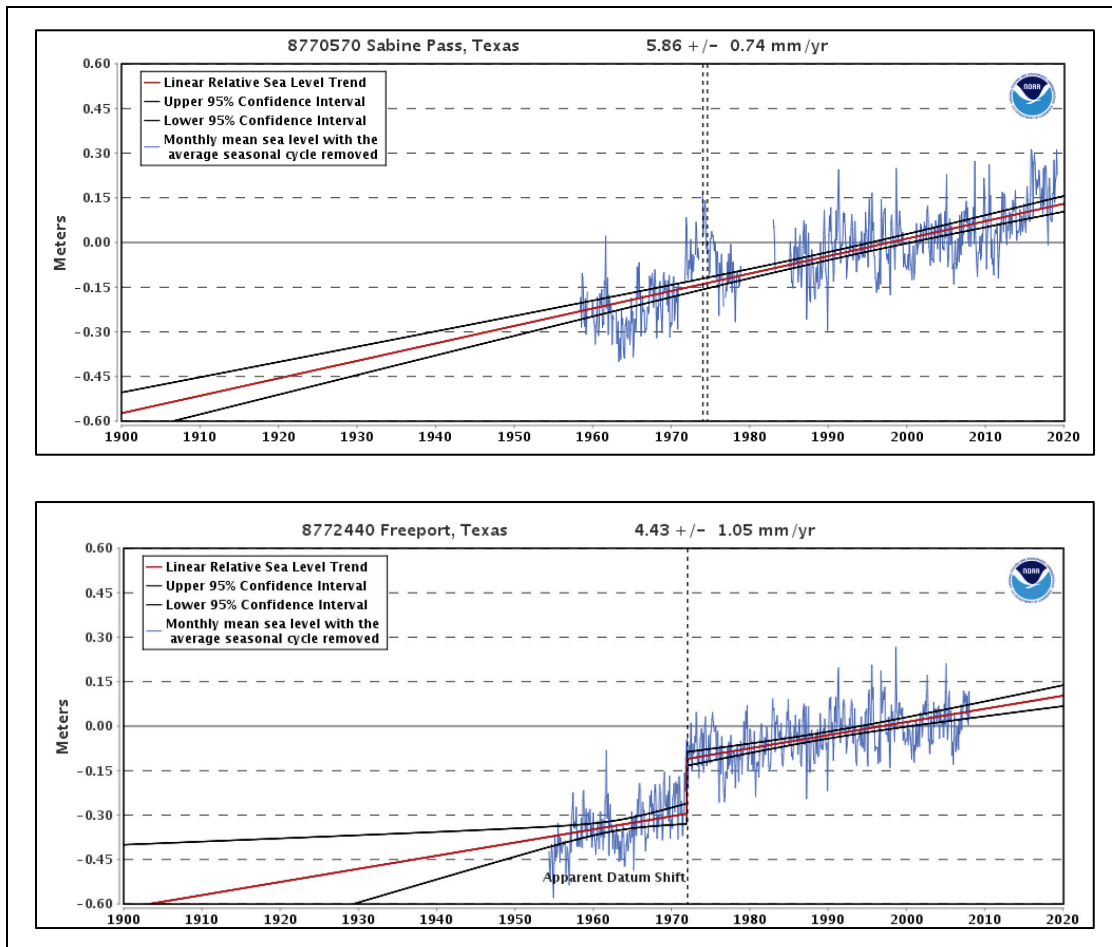 8770570 Sabine Pass, Texas 5.86 +/- 0.74 mm/yr
0.60
0.45
0.30
0.15
0.00
-0.15
-0.30
-0.45
-0.60
Meters
Linear Relative Sea Level Trend
Upper 95% Confidence Interval
Lower 95% Confidence Interval
Monthly mean sea level with the
average seasonal cycle removed
NOAA
1900 1910 1920 1930 1940 1950 1960 1970 1980 1990 2000 2010 2020
8772440 Freeport, Texas 4.43 +/- 1.05 mm/yr
0.60
0.45
0.30
0.15
0.00
-0.15
-0.30
-0.45
-0.60
Meters
Linear Relative Sea Level Trend
Upper 95% Confidence Interval
Lower 95% Confidence Interval
Monthly mean sea level with the
average seasonal cycle removed
NOAA
Apparent Datum Shift
1900 1910 1920 1930 1940 1950 1960 1970 1980 1990 2000 2010 2020